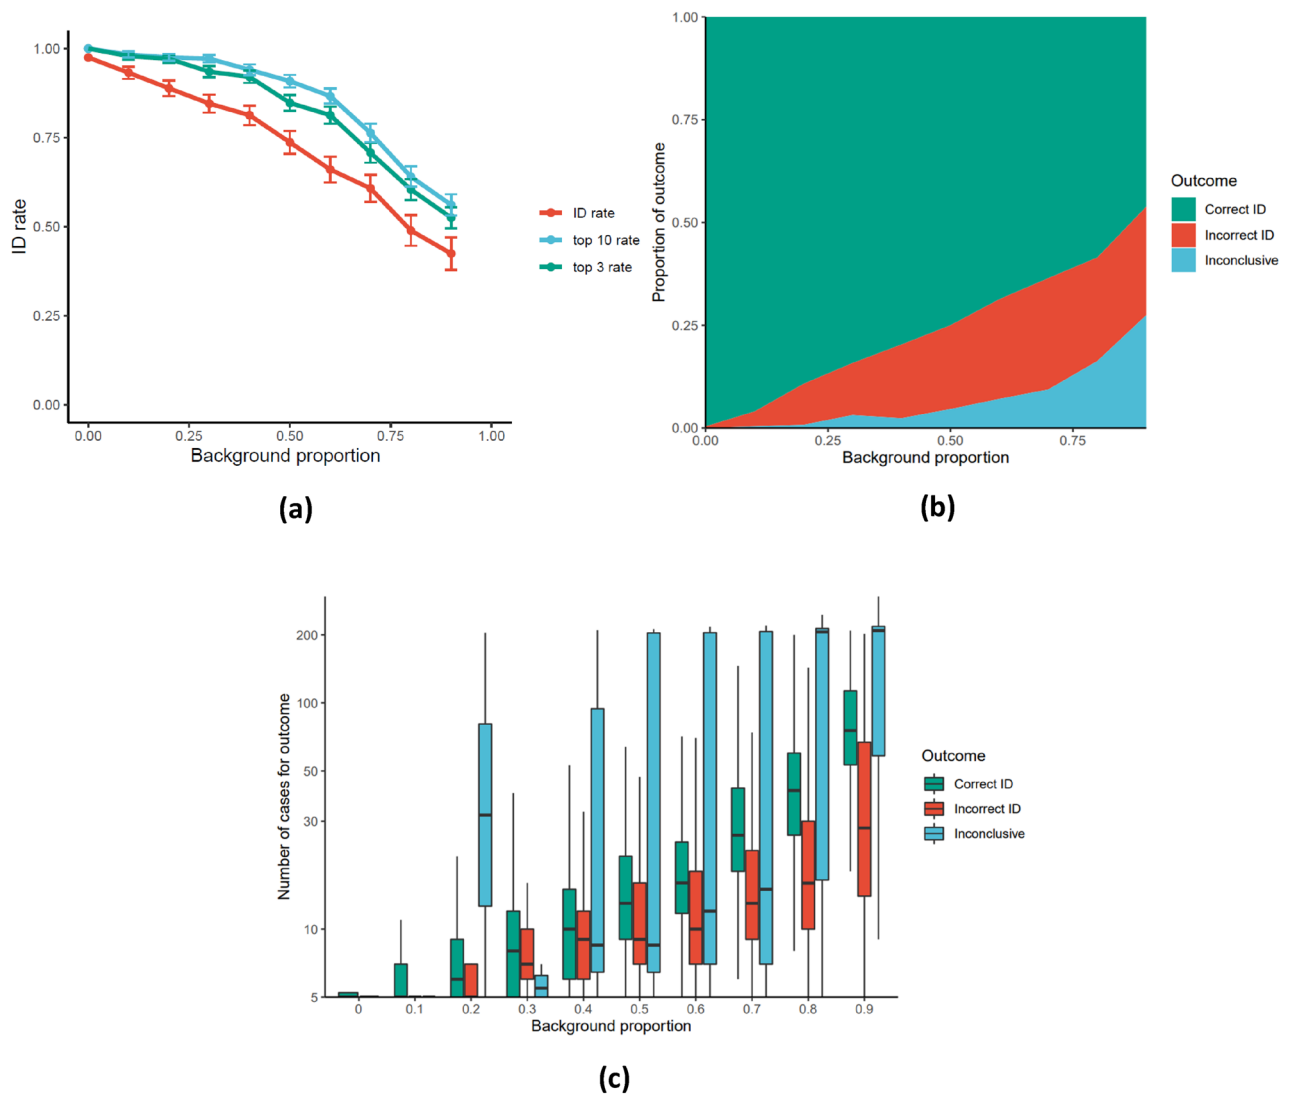 1.00
0.75
0.50
0.25
0.00
ID rate
0.00 0.25 0.50 0.75 1.00
Background proportion
ID rate
top 10 rate
top 3 rate
(a)
1.00
0.75
0.50
0.25
0.00
Proportion of outcome
0.00 0.25 0.50 0.75
Background proportion
Outcome
Correct ID
Incorrect ID
Inconclusive
(b)
200
100
50
30
10
5
Number of cases for outcome
0 0.1 0.2 0.3 0.4 0.5 0.6 0.7 0.8 0.9
Background proportion
Outcome
Correct ID
Incorrect ID
Inconclusive
(c)